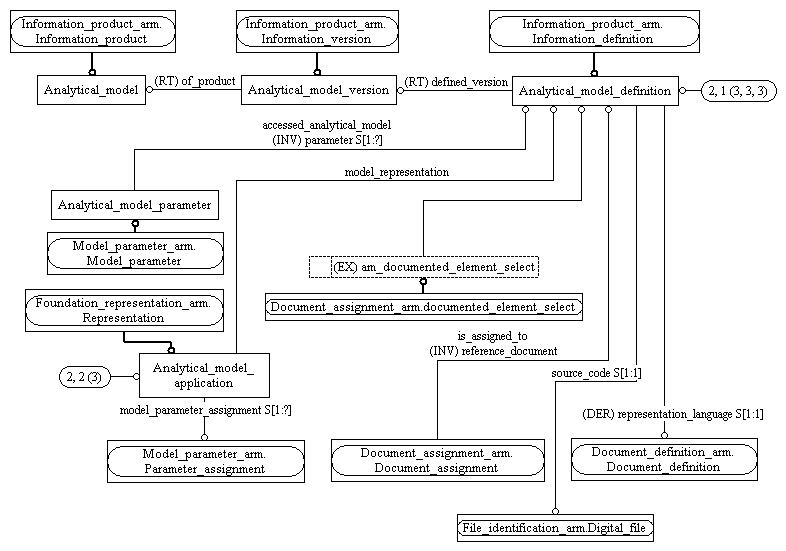 Information_product_arm.
Information_product
Information_product_arm.
Information_version
Information_product_arm.
Information_definition
Analytical_model
(RT) of_product
Analytical_model_version
(RT) defined_version
Analytical_model_definition
2, 1 (3, 3, 3)
accessed_analytical_model
(INV) parameter S[1:?]
model_representation
Analytical_model_parameter
Model_parameter_arm.
Model_parameter
(EX) am_documented_element_select
Document_assignment_arm.documented_element_select
Foundation_representation_arm.
Representation
is_assigned_to
(INV) reference_document
Analytical_model_
application
2, 2 (3)
source_code S[1:1]
model_parameter_assignment S[1:?]
(DER) representation_language S[1:1]
Model_parameter_arm.
Parameter_assignment
Document_assignment_arm.
Document_assignment
Document_definition_arm.
Document_definition
File_identification_arm.Digital_file